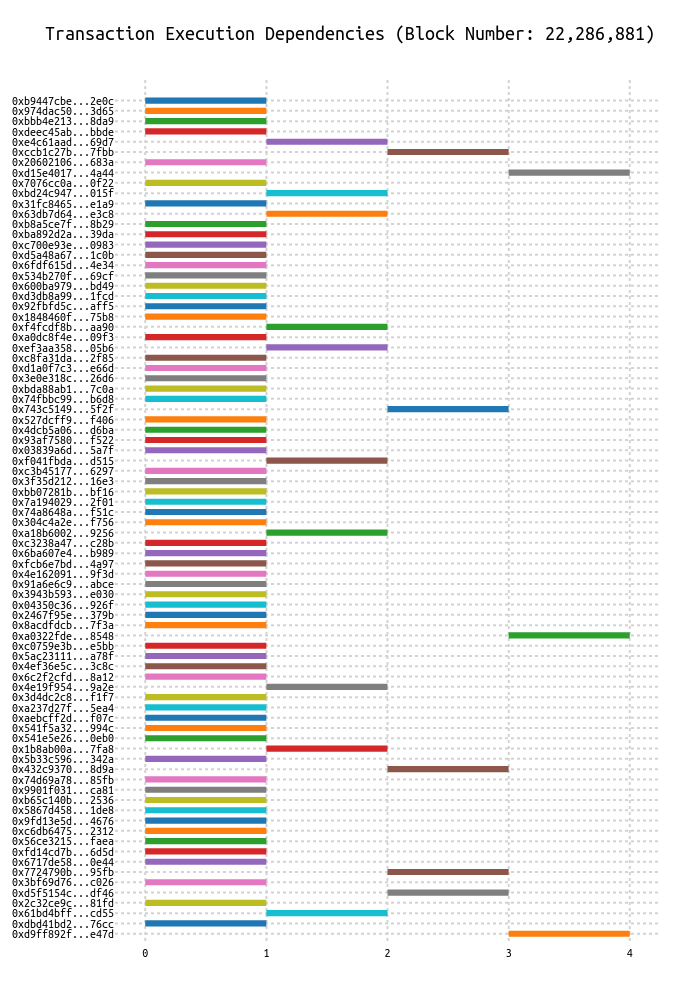 Transaction Execution Dependencies (Block Number: 22,286,881)
0xb9447cbe...2e0c
0x974dac50...3d65
0xbbb4e213...8da9
0xdeec45ab...bbde
0xe4c61aad...69d7
0xccb1c27b...7fbb
0x20602106...683a
0xd15e4017...4a44
0x7076cc0a...0f22
0xbd24c947...015f
0x31fc8465...e1a9
0x63db7d64...e3c8
0xb8a5ce7f...8b29
0xba892d2a...39da
0xc700e93e...0983
0xd5a48a67...1c0b
0x6fdf615d...4e34
0x534b270f...69cf
0x600ba979...bd49
0xd3db8a99...1fcd
0x92fbfd5c...aff5
0x1848460f...75b8
0xf4fcdf8b...aa90
0xa0dc8f4e...09f3
0xef3aa358...05b6
0xc8fa31da...2f85
0xd1a0f7c3...e66d
0x3e0e318c...26d6
0xbda88ab1...7c0a
0x74fbbc99...b6d8
0x743c5149...5f2f
0x527dcff9...f406
0x4dcb5a06...d6ba
0x93af7580...f522
0x03839a6d...5a7f
0xf041fbda...d515
0xc3b45177...6297
0x3f35d212...16e3
0xbb07281b...bf16
0x7a194029...2f01
0x74a8648a...f51c
0x304c4a2e...f756
0xa18b6002...9256
0xc3238a47...c28b
0x6ba607e4...b989
0xfcb6e7bd...4a97
0x4e162091...9f3d
0x91a6e6c9...abce
0x3943b593...e030
0x04350c36...926f
0x2467f95e...379b
0x8acdfdcb...7f3a
0xa0322fde...8548
0xc0759e3b...e5bb
0x5ac23111...a78f
0x4ef36e5c...3c8c
0x6c2f2cfd...8a12
0x4e19f954...9a2e
0x3d4dc2c8...f1f7
0xa237d27f...5ea4
0xaebcff2d...f07c
0x541f5a32...994c
0x541e5e26...0eb0
0x1b8ab00a...7fa8
0x5b33c596...342a
0x432c9370...8d9a
0x74d69a78...85fb
0x9901f031...ca81
0xb65c140b...2536
0x5867d458...1de8
0x9fd13e5d...4676
0xc6db6475...2312
0x56ce3215...faea
0xfd14cd7b...6d5d
0x6717de58...0e44
0x7724790b...95fb
0x3bf69d76...c026
0xd5f5154c...df46
0x2c32ce9c...81fd
0x61bd4bff...cd55
0xdbd41bd2...76cc
0xd9ff892f...e47d
0 1 2 3 4